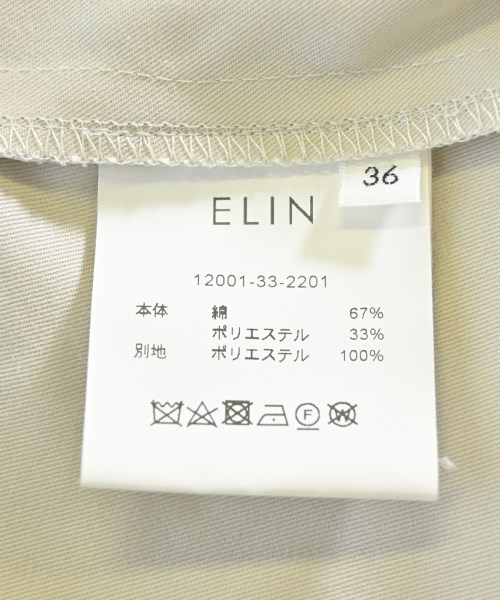 36
ELIN
12001-33-2201
本体 綿 67%
ポリエステル 33%
別地 ポリエステル 100%
F W